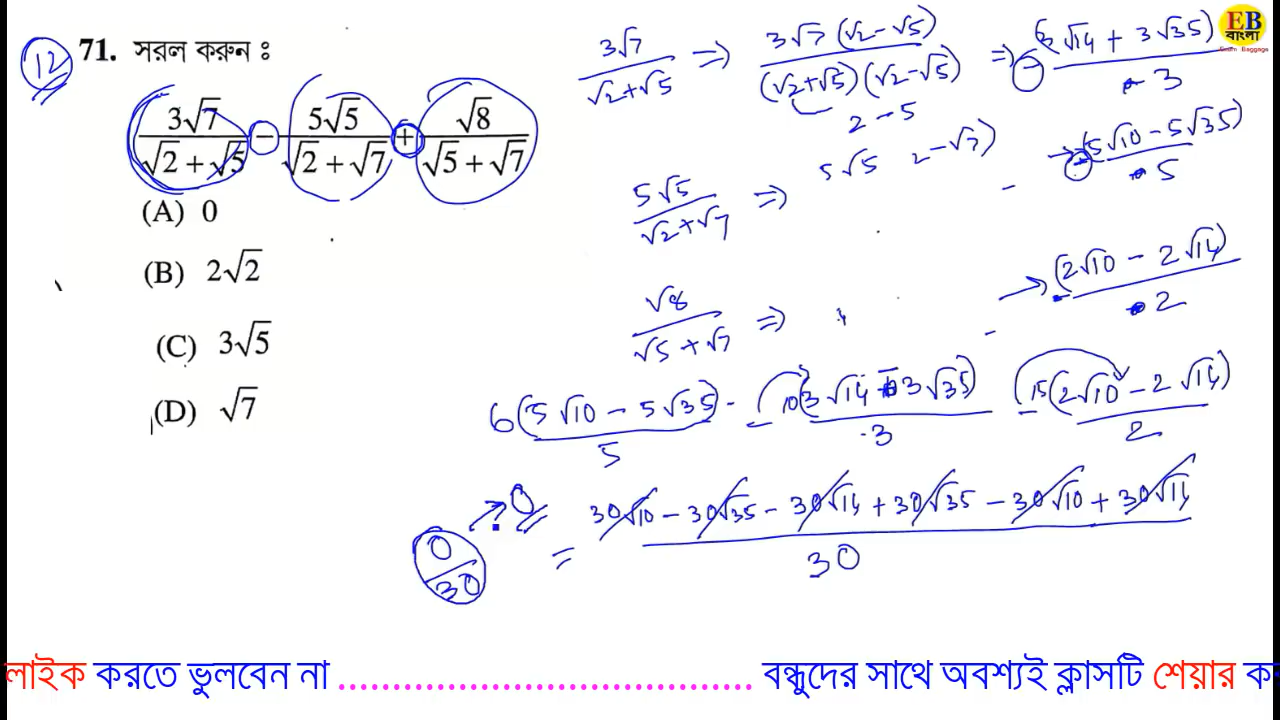 12
71. সরল করুন ঃ
3√7/(√2 + √5) − 5√5/(√2 + √7) + √8/(√5 + √7)
(A) 0
(B) 2√2
(C) 3√5
(D) √7
3√7/(√2+√5) => 3√7(√2−√5)/((√2+√5)(√2−√5)) => −(3√14 + 3√35)/3
2−5
5√5/(√2+√7) => 5√5 2−√7) → (5√10 − 5√35)/5
√8/(√5+√7) => → (2√10 − 2√14)/2
6(5√10 − 5√35)/5 − 10(3√14 − 3√35)/3 − 15(2√10 − 2√14)/2
0/30 → 0 = (30√10 − 30√35 − 30√14 + 30√35 − 30√10 + 30√14)/30
EB
বাংলা
Exam Baggage
লাইক করতে ভুলবেন না ................................... বন্ধুদের সাথে অবশ্যই ক্লাসটি শেয়ার ক